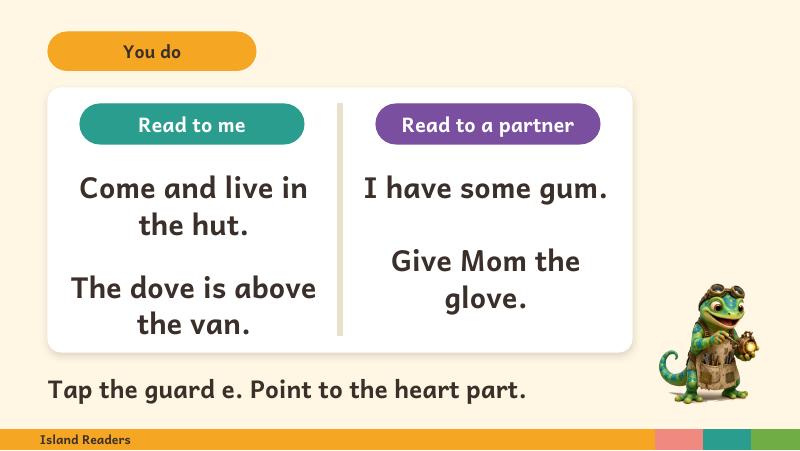 You do
Read to me
Come and live in
the hut.
The dove is above
the van.
Read to a partner
I have some gum.
Give Mom the
glove.
Tap the guard e. Point to the heart part.
Island Readers